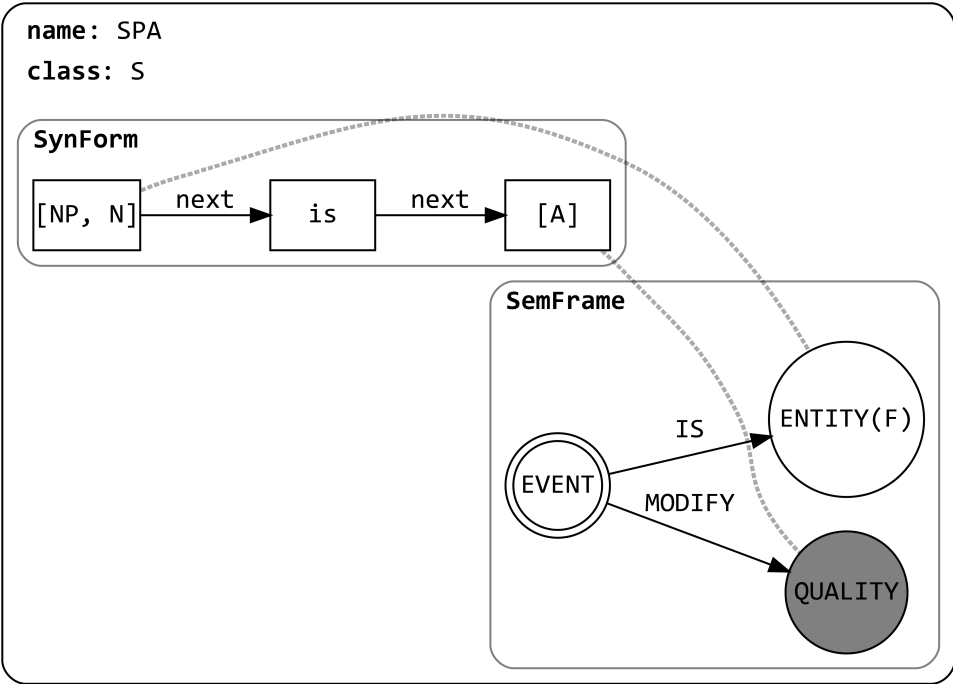 name: SPA
class: S
SynForm
[NP, N] next is next [A]
SemFrame
ENTITY(F)
IS
EVENT
MODIFY
QUALITY